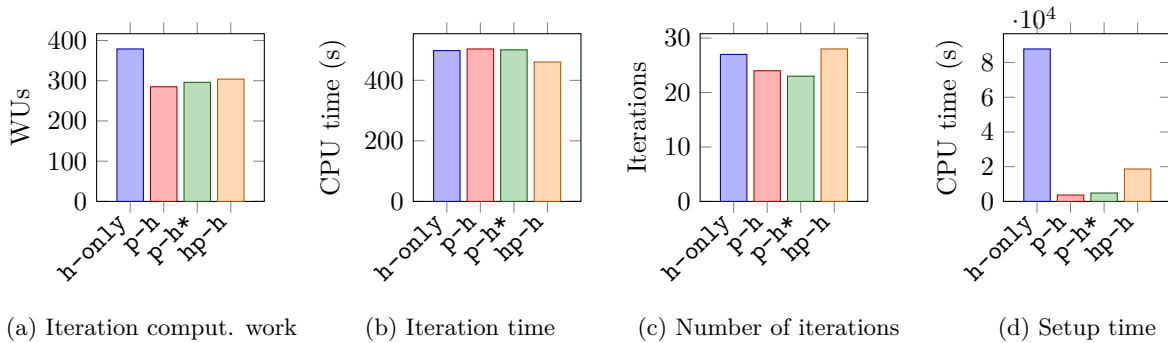 WUs
400
300
200
100
0
h-only
p-h
p-h*
hp-h
(a) Iteration comput. work
CPU time (s)
400
200
0
h-only
p-h
p-h*
hp-h
(b) Iteration time
Iterations
30
20
10
0
h-only
p-h
p-h*
hp-h
(c) Number of iterations
·10⁴
CPU time (s)
8
6
4
2
0
h-only
p-h
p-h*
hp-h
(d) Setup time